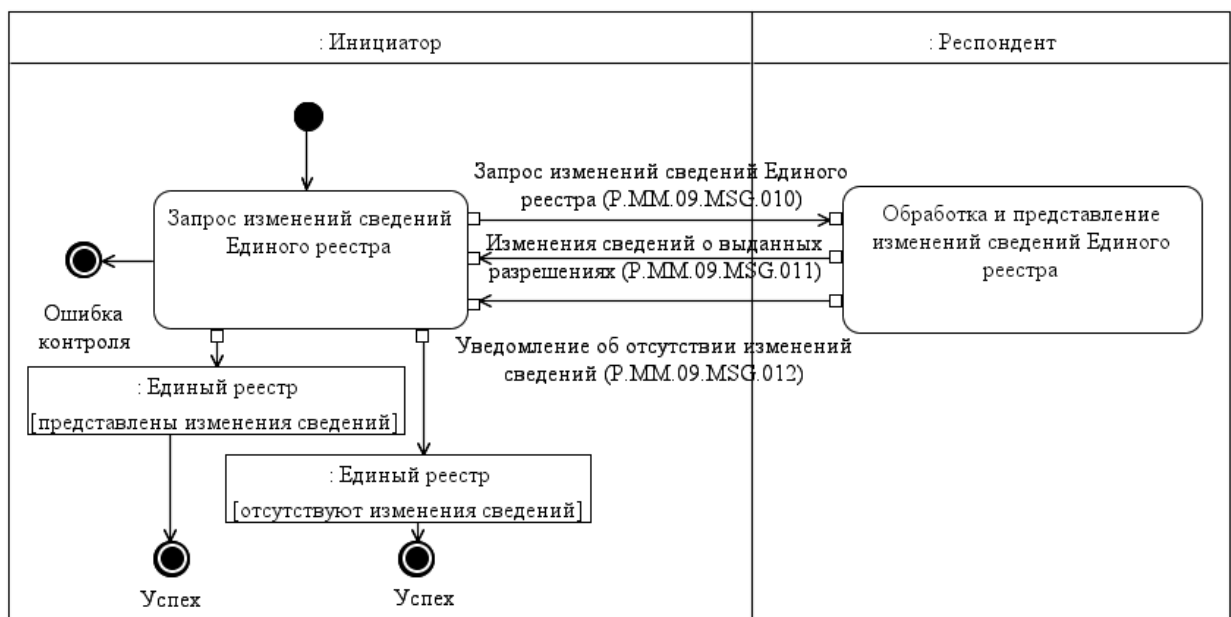 : Инициатор
: Респондент
Запрос изменений сведений
Единого реестра
Запрос изменений сведений Единого
реестра (P.MM.09.MSG.010)
Изменения сведений о выданных
разрешениях (P.MM.09.MSG.011)
Уведомление об отсутствии изменений
сведений (P.MM.09.MSG.012)
Обработка и представление
изменений сведений Единого
реестра
Ошибка
контроля
: Единый реестр
[представлены изменения сведений]
: Единый реестр
[отсутствуют изменения сведений]
Успех
Успех